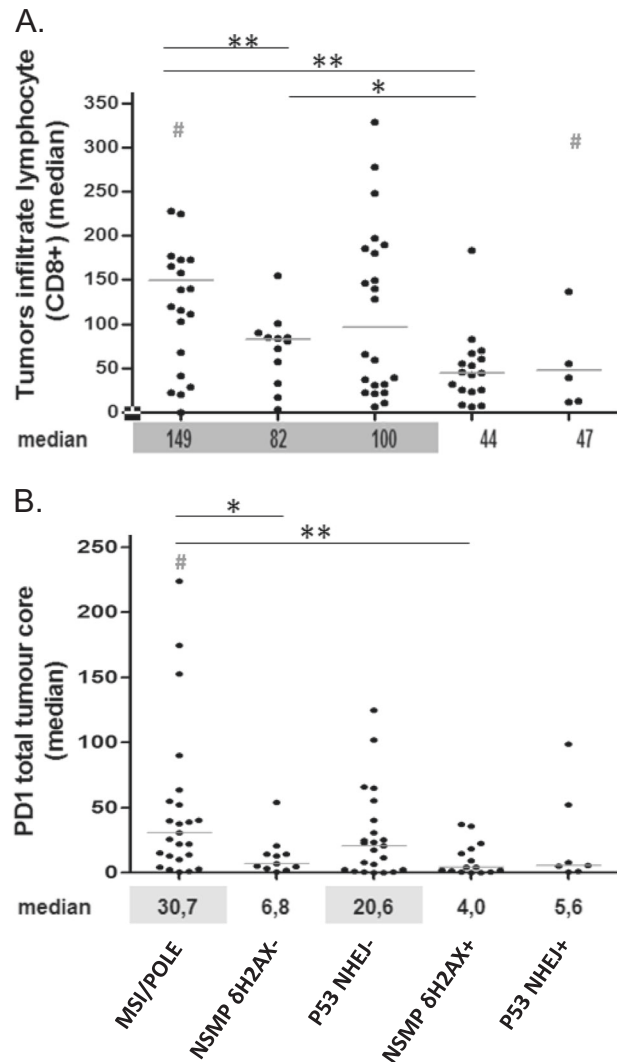 A.
**
**
*
Tumors infiltrate lymphocyte
(CD8+) (median)
350
300
250
200
150
100
50
0
#
#
median 149 82 100 44 47
B.
*
**
PD1 total tumour core
(median)
250
200
150
100
50
0
#
median 30,7 6,8 20,6 4,0 5,6
MSI/POLE
NSMP δH2AX-
P53 NHEJ-
NSMP δH2AX+
P53 NHEJ+